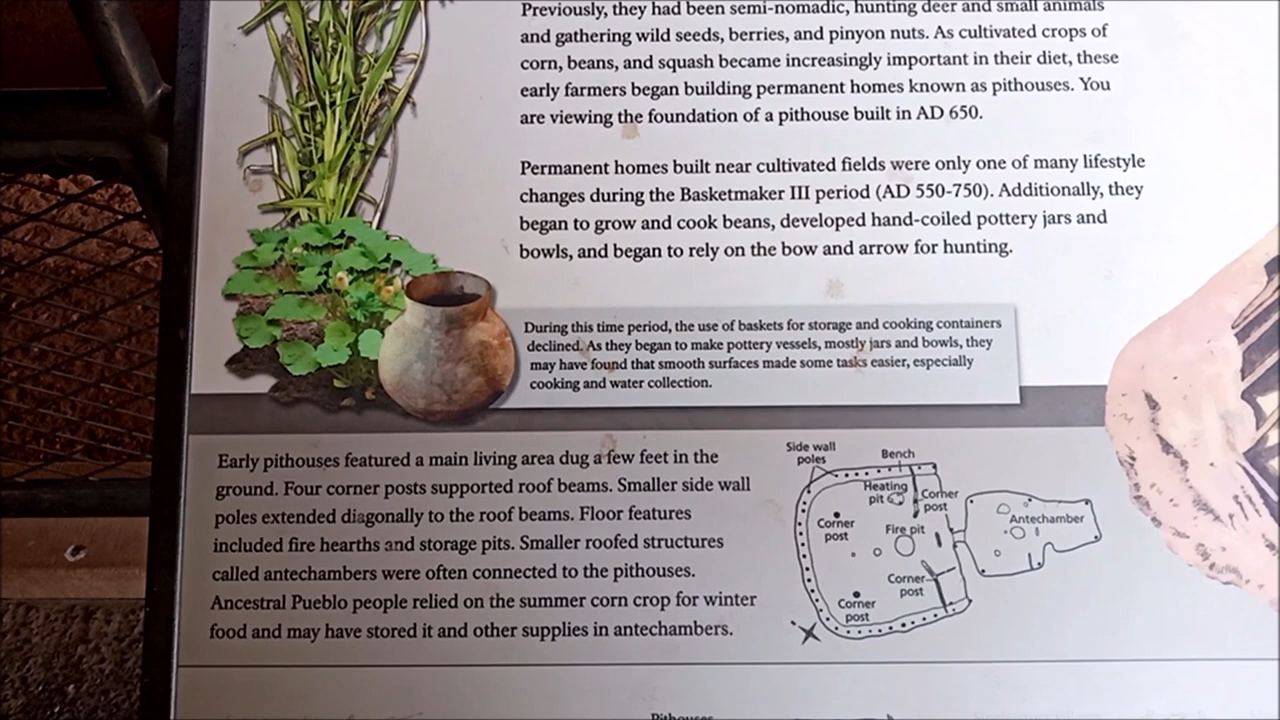 Previously, they had been semi-nomadic, hunting deer and small animals
and gathering wild seeds, berries, and pinyon nuts. As cultivated crops of
corn, beans, and squash became increasingly important in their diet, these
early farmers began building permanent homes known as pithouses. You
are viewing the foundation of a pithouse built in AD 650.
Permanent homes built near cultivated fields were only one of many lifestyle
changes during the Basketmaker III period (AD 550-750). Additionally, they
began to grow and cook beans, developed hand-coiled pottery jars and
bowls, and began to rely on the bow and arrow for hunting.
During this time period, the use of baskets for storage and cooking containers
declined. As they began to make pottery vessels, mostly jars and bowls, they
may have found that smooth surfaces made some tasks easier, especially
cooking and water collection.
Early pithouses featured a main living area dug a few feet in the
ground. Four corner posts supported roof beams. Smaller side wall
poles extended diagonally to the roof beams. Floor features
included fire hearths and storage pits. Smaller roofed structures
called antechambers were often connected to the pithouses.
Ancestral Pueblo people relied on the summer corn crop for winter
food and may have stored it and other supplies in antechambers.
Side wall
poles
Bench
Heating
pit
Corner
post
Corner
post
Fire pit
Antechamber
Corner
post
Corner
post
Pithouses